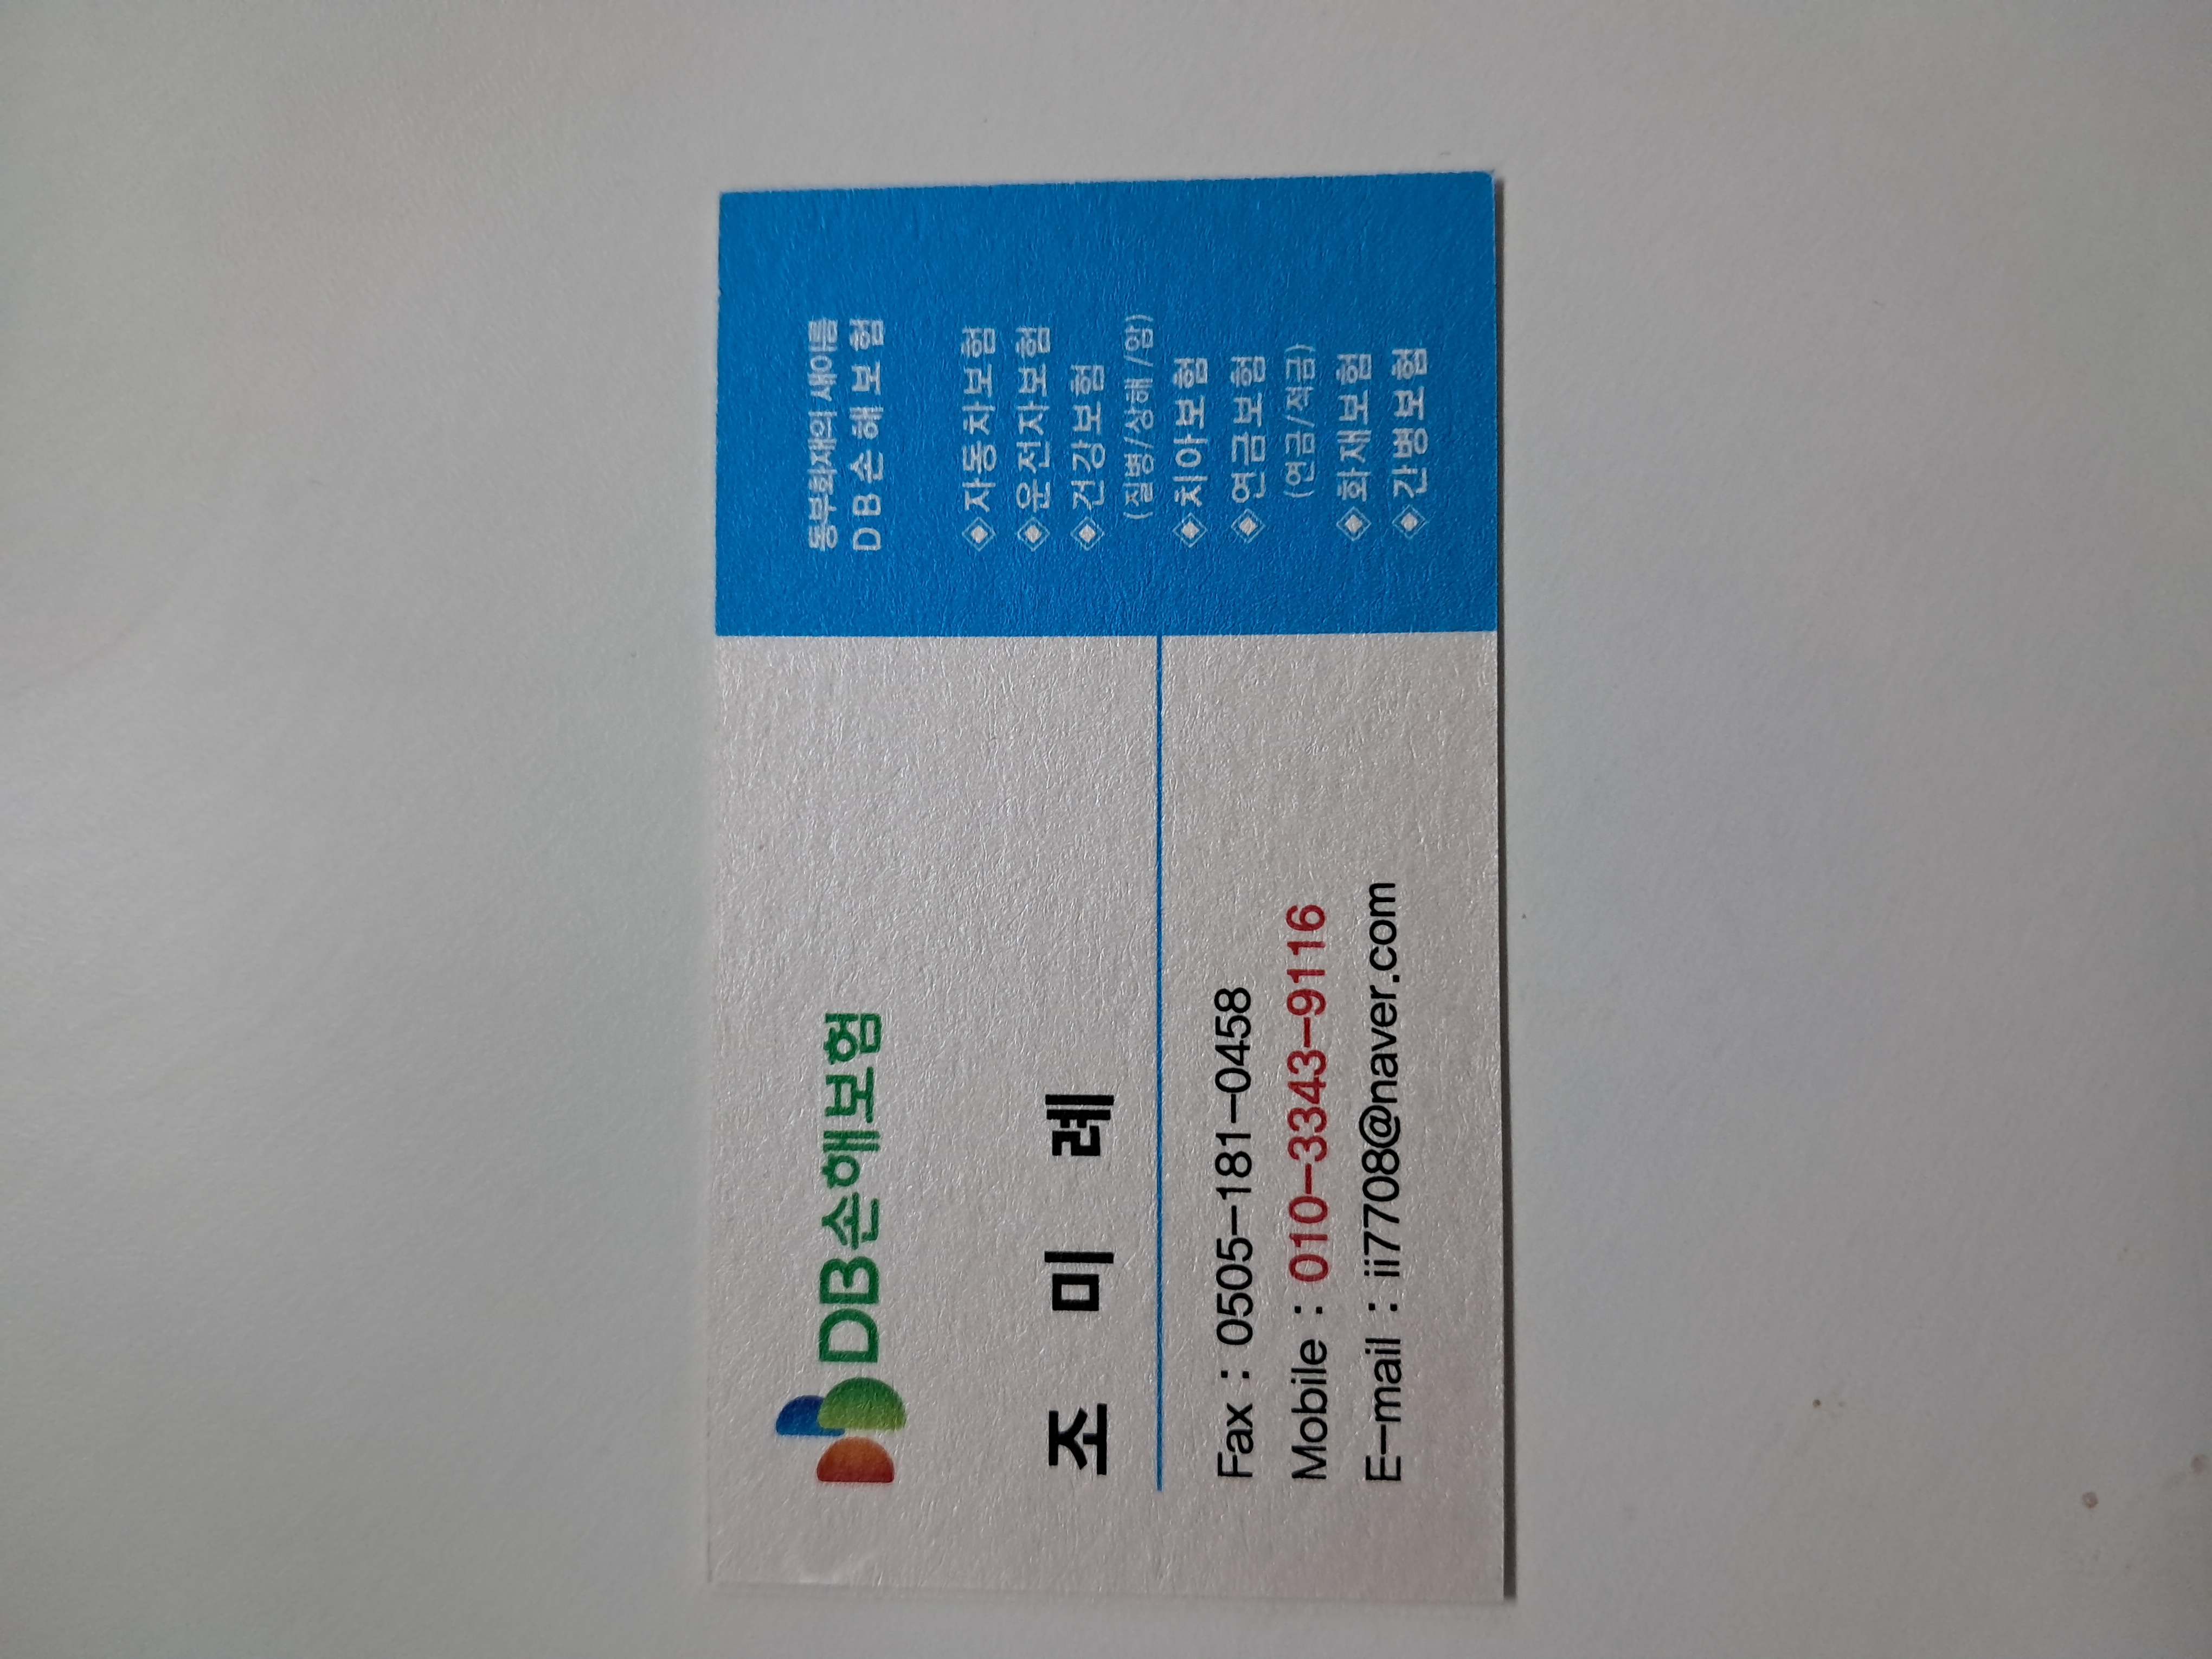 DB손해보험
조 미 례
Fax : 0505-181-0458
Mobile : 010-3343-9116
E-mail : ii7708@naver.com
동부화재의 새이름
DB손해보험
◈자동차보험
◈운전자보험
◈건강보험
(질병/상해/암)
◈치아보험
◈연금보험
(연금/적금)
◈화재보험
◈간병보험